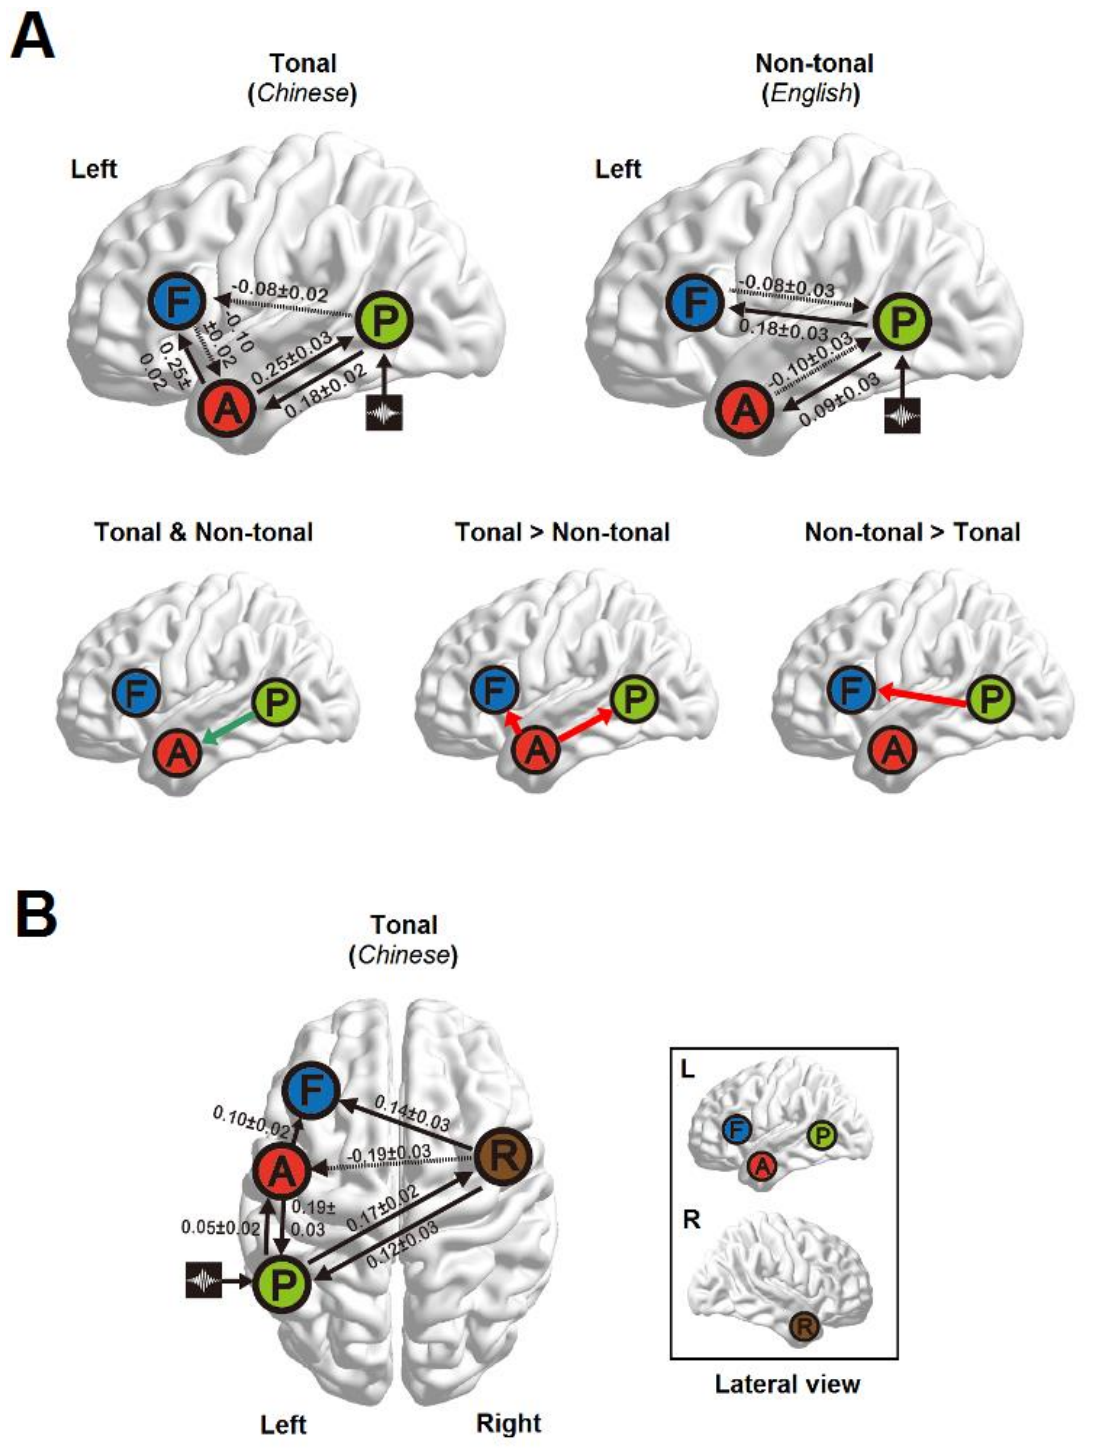 A
Tonal
(Chinese)
Non-tonal
(English)
Left
Left
F
-0.08±0.02
P
-0.10
±0.02
0.25±
0.02
0.25±0.03
0.18±0.02
A
F
-0.08±0.03
0.18±0.03
P
-0.10±0.03
0.09±0.03
A
Tonal & Non-tonal
Tonal > Non-tonal
Non-tonal > Tonal
F
P
A
F
P
A
F
P
A
B
Tonal
(Chinese)
F
0.10±0.02
0.14±0.03
A
-0.19±0.03
R
0.19±
0.03
0.05±0.02
0.17±0.02
0.12±0.03
P
Left
Right
L
F
P
A
R
R
Lateral view